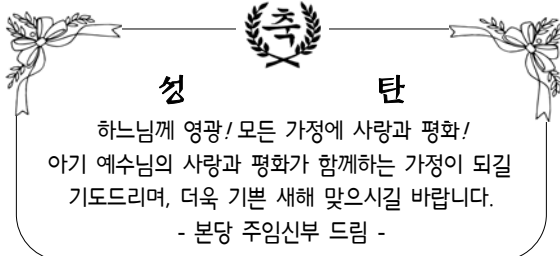 축
성 탄
하느님께 영광! 모든 가정에 사랑과 평화!
아기 예수님의 사랑과 평화가 함께하는 가정이 되길
기도드리며, 더욱 기쁜 새해 맞으시길 바랍니다.
- 본당 주임신부 드림 -